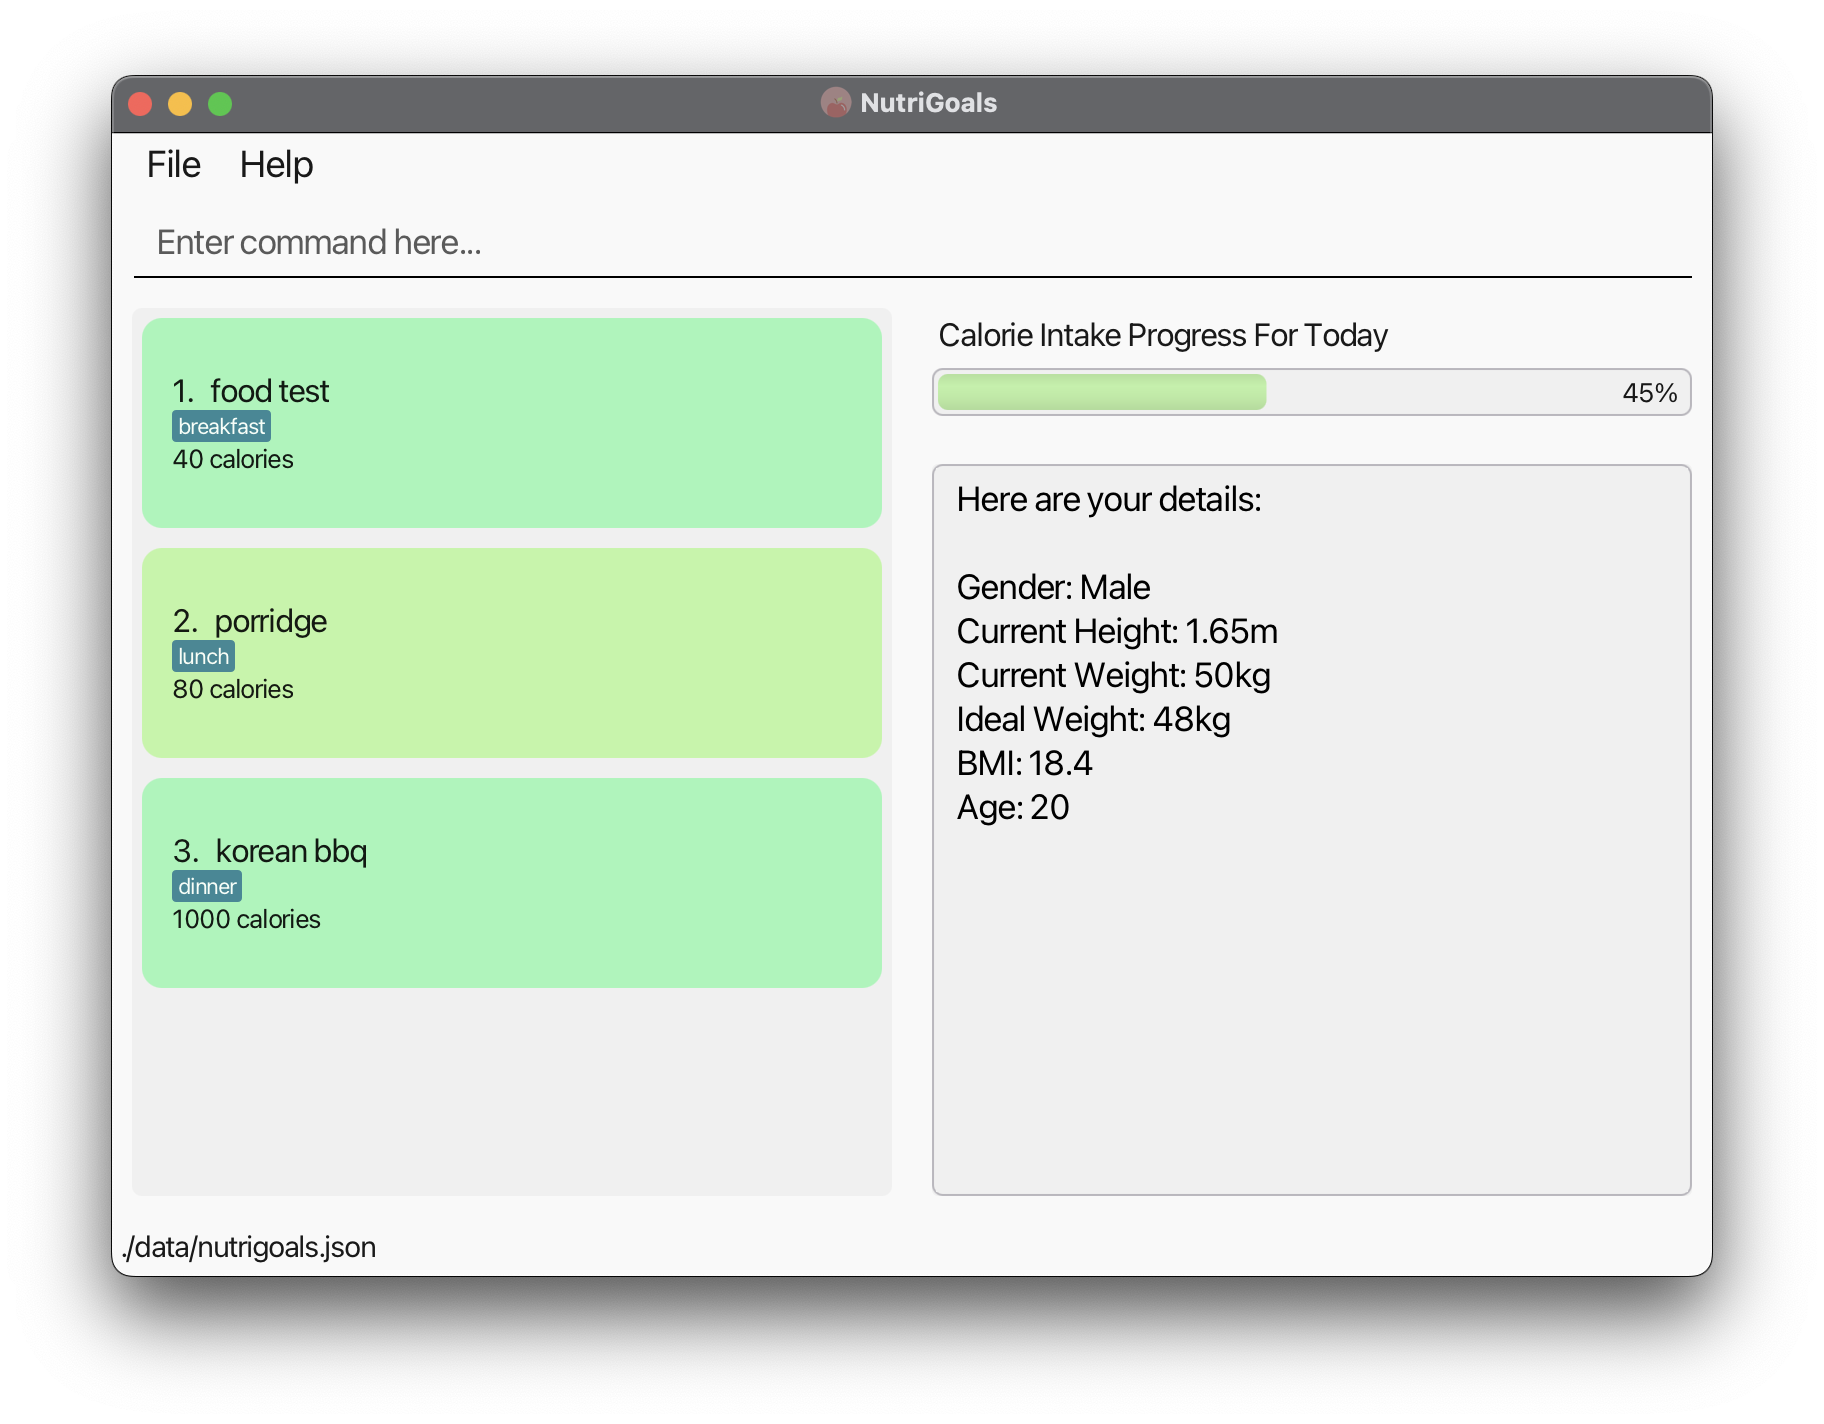 NutriGoals
File Help
Enter command here...
1. food test
breakfast
40 calories
2. porridge
lunch
80 calories
3. korean bbq
dinner
1000 calories
Calorie Intake Progress For Today
45%
Here are your details:
Gender: Male
Current Height: 1.65m
Current Weight: 50kg
Ideal Weight: 48kg
BMI: 18.4
Age: 20
./data/nutrigoals.json